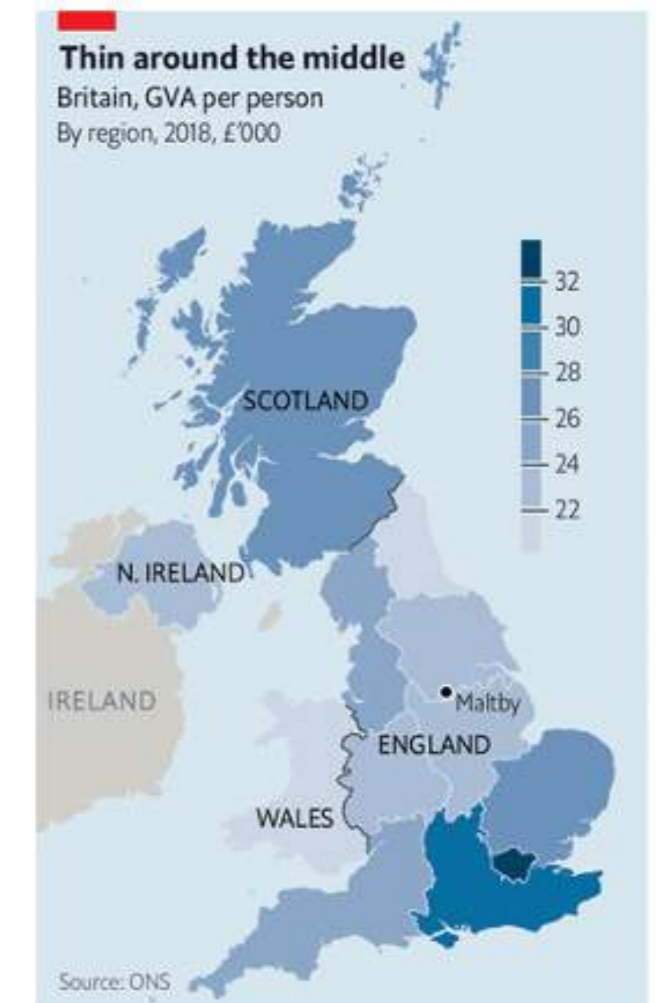 Thin around the middle
Britain, GVA per person
By region, 2018, £'000
32
30
28
26
24
22
SCOTLAND
N. IRELAND
IRELAND
Maltby
ENGLAND
WALES
Source: ONS